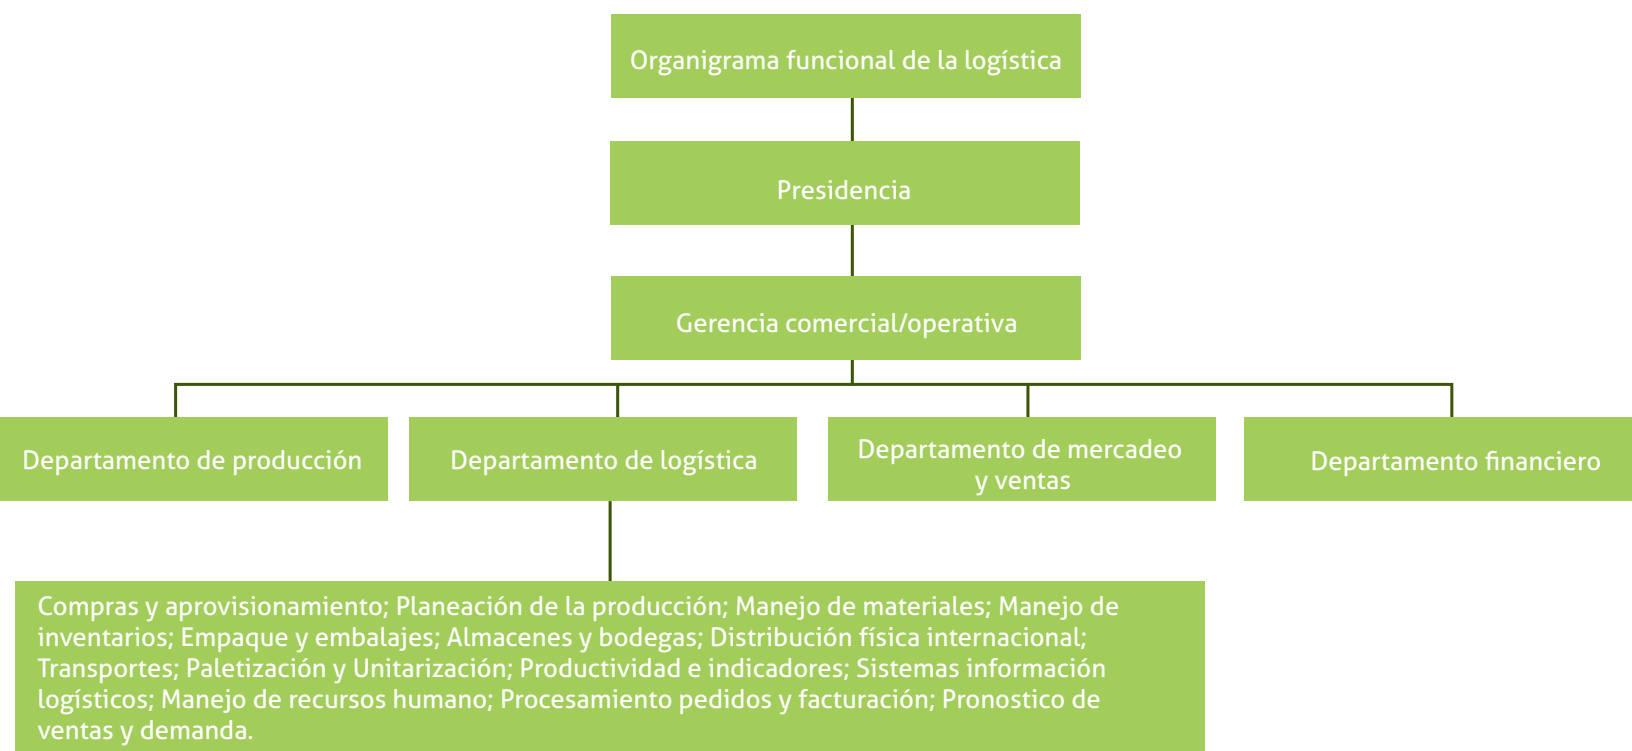 Organigrama funcional de la logística
Presidencia
Gerencia comercial/operativa
Departamento de producción
Departamento de logística
Departamento de mercadeo
y ventas
Departamento financiero
Compras y aprovisionamiento; Planeación de la producción; Manejo de materiales; Manejo de
inventarios; Empaque y embalajes; Almacenes y bodegas; Distribución física internacional;
Transportes; Paletización y Unitarización; Productividad e indicadores; Sistemas información
logísticos; Manejo de recursos humano; Procesamiento pedidos y facturación; Pronostico de
ventas y demanda.